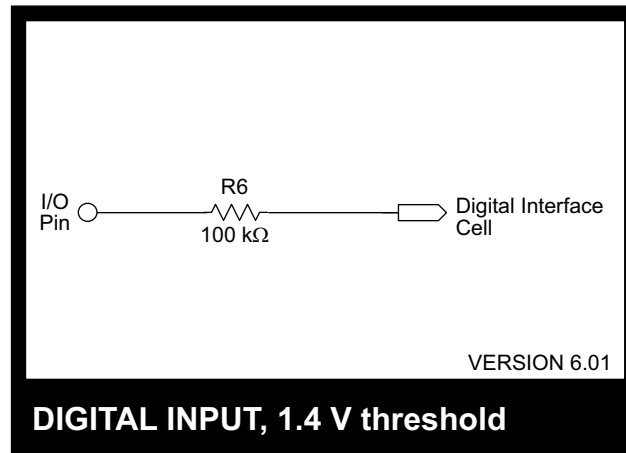 I/O
Pin
R6
100 kΩ
Digital Interface
Cell
VERSION 6.01
DIGITAL INPUT, 1.4 V threshold